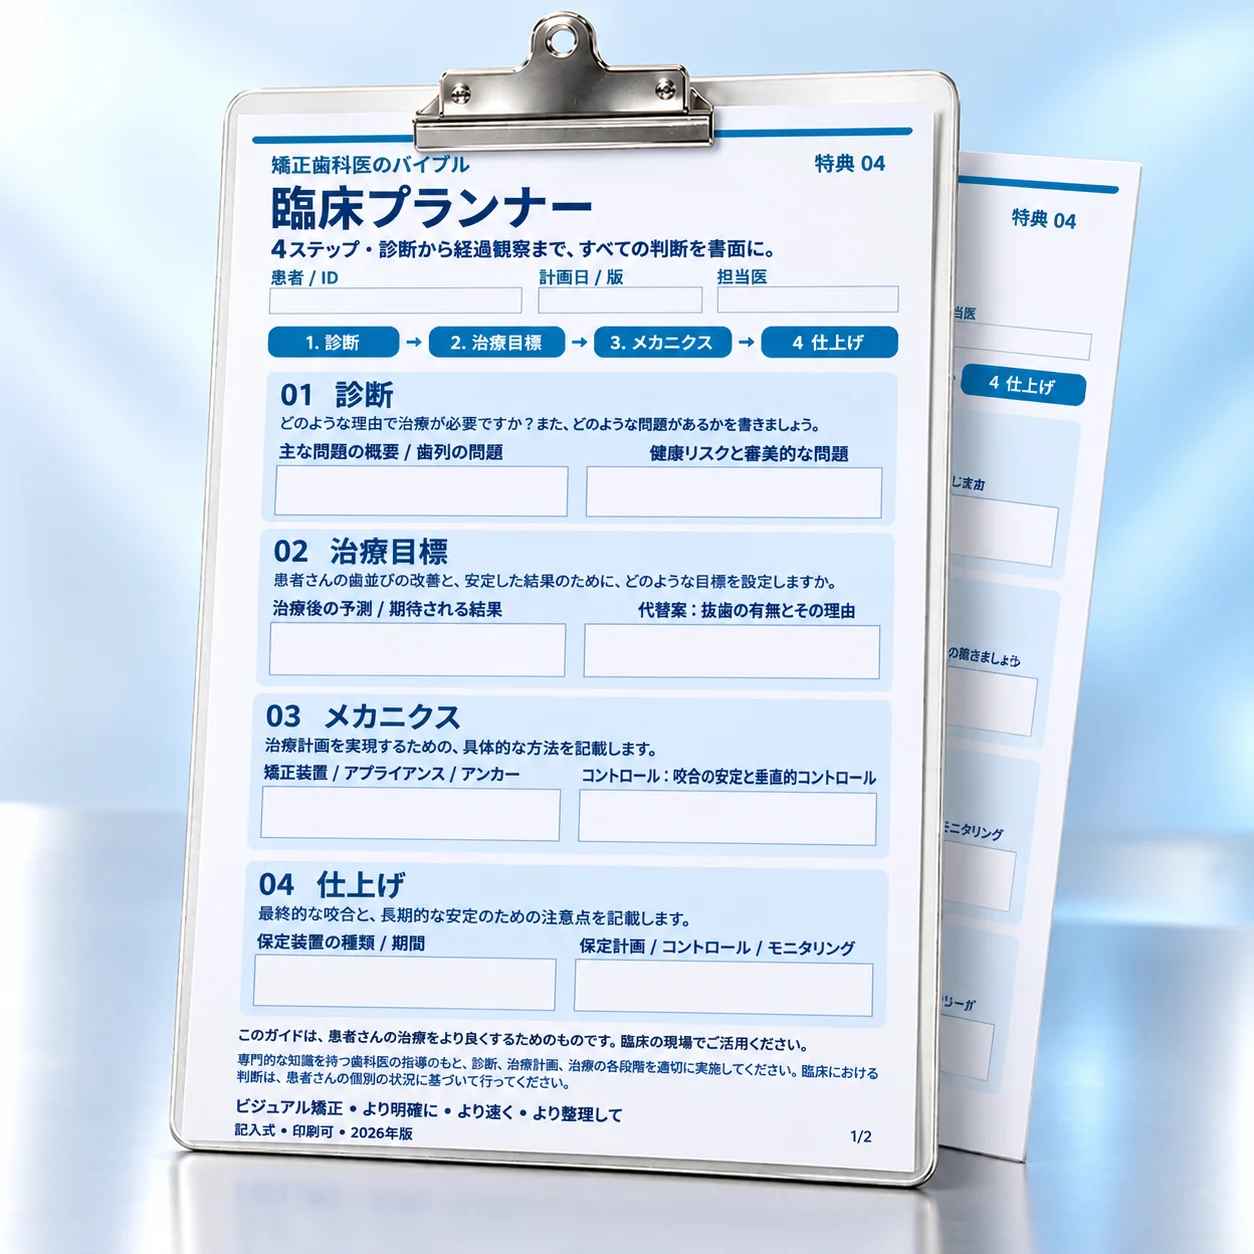 矯正歯科医のバイブル
特典 04
臨床プランナー
4ステップ・診断から経過観察まで、すべての判断を書面に。
患者 / ID
計画日 / 版
担当医
1. 診断 → 2. 治療目標 → 3. メカニクス → 4 仕上げ
01 診断
どのような理由で治療が必要ですか？また、どのような問題があるかを書きましょう。
主な問題の概要 / 歯列の問題
健康リスクと審美的な問題
02 治療目標
患者さんの歯並びの改善と、安定した結果のために、どのような目標を設定しますか。
治療後の予測 / 期待される結果
代替案：抜歯の有無とその理由
03 メカニクス
治療計画を実現するための、具体的な方法を記載します。
矯正装置 / アプライアンス / アンカー
コントロール：咬合の安定と垂直的コントロール
04 仕上げ
最終的な咬合と、長期的な安定のための注意点を記載します。
保定装置の種類 / 期間
保定計画 / コントロール / モニタリング
このガイドは、患者さんの治療をより良くするためのものです。臨床の現場でご活用ください。
専門的な知識を持つ歯科医の指導のもと、診断、治療計画、治療の各段階を適切に実施してください。臨床における
判断は、患者さんの個別の状況に基づいて行ってください。
ビジュアル矯正 • より明確に • より速く • より整理して
記入式 • 印刷可 • 2026年版
1/2
特典 04
当医
4 仕上げ
モニタリング